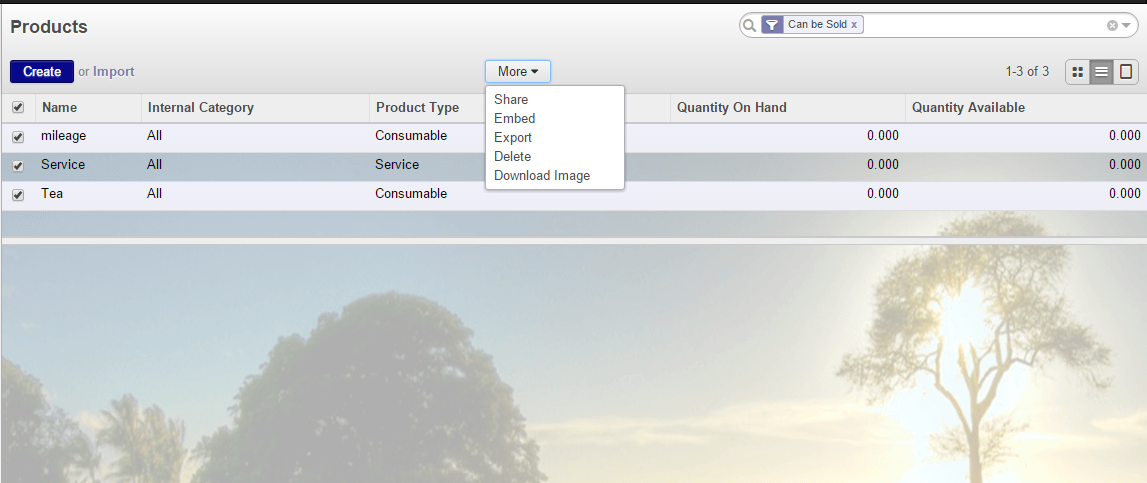 Products
Can be Sold x
Create or Import
More
1-3 of 3
Share
Embed
Export
Delete
Download Image
Name Internal Category Product Type Quantity On Hand Quantity Available
mileage All Consumable 0.000 0.000
Service All Service 0.000 0.000
Tea All Consumable 0.000 0.000